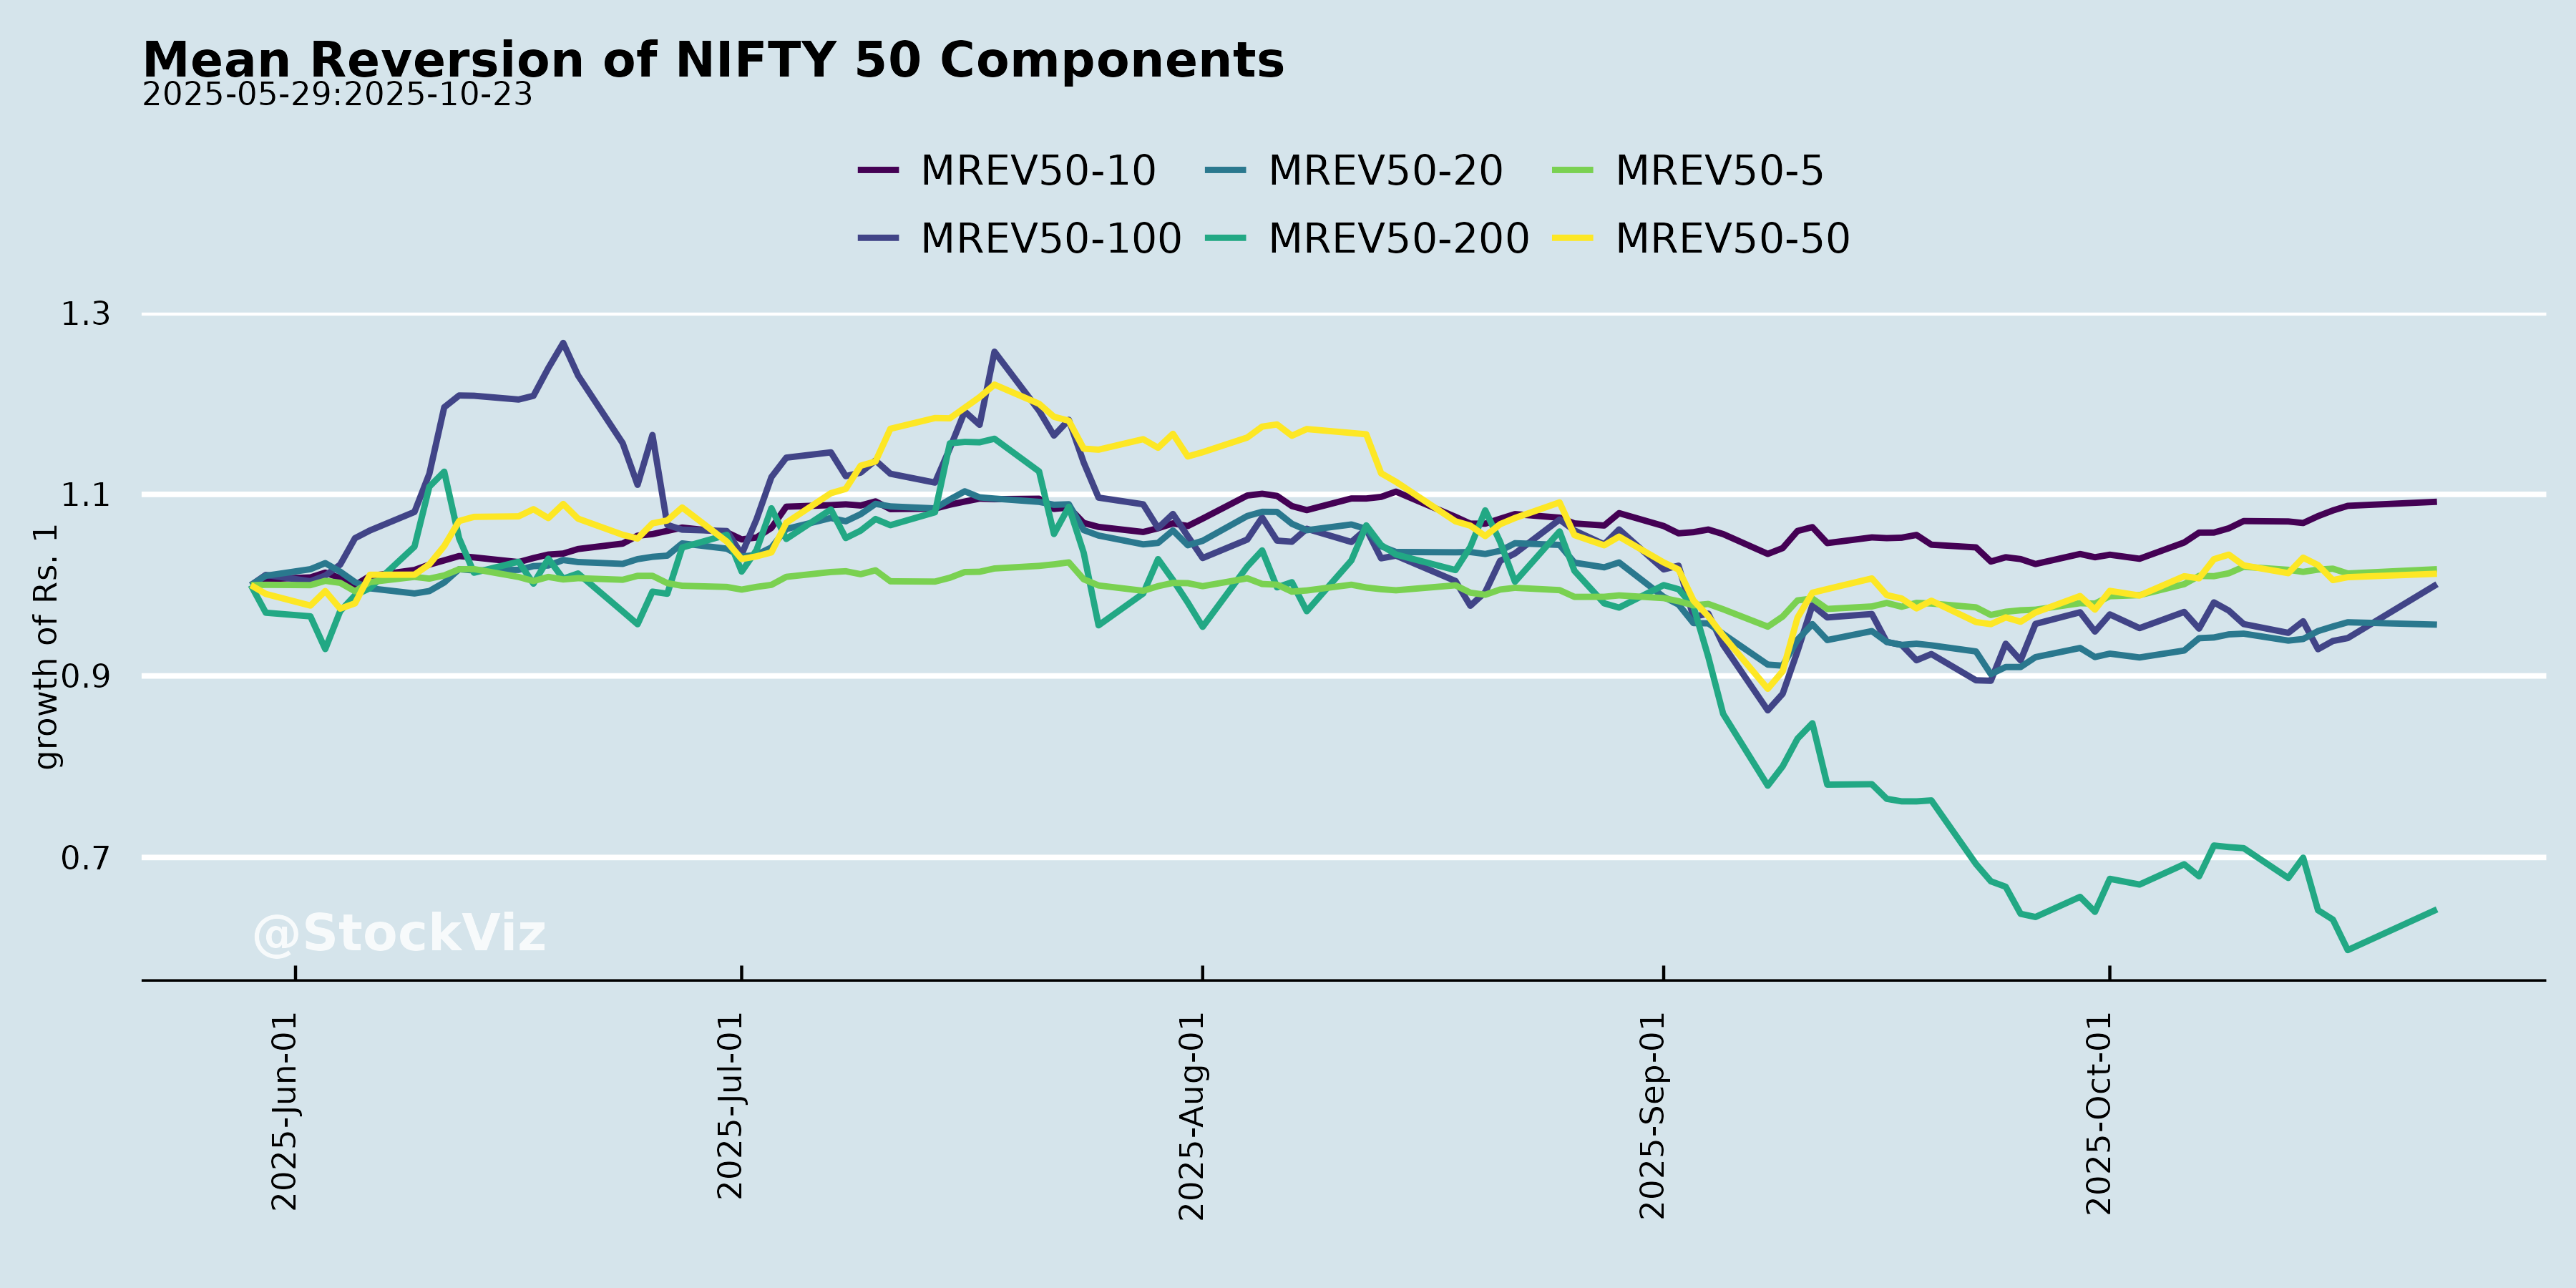 Mean Reversion of NIFTY 50 Components
2025-05-29:2025-10-23
MREV50-10 MREV50-20 MREV50-5
MREV50-100 MREV50-200 MREV50-50
growth of Rs. 1
1.3
1.1
0.9
0.7
@StockViz
2025-Jun-01
2025-Jul-01
2025-Aug-01
2025-Sep-01
2025-Oct-01